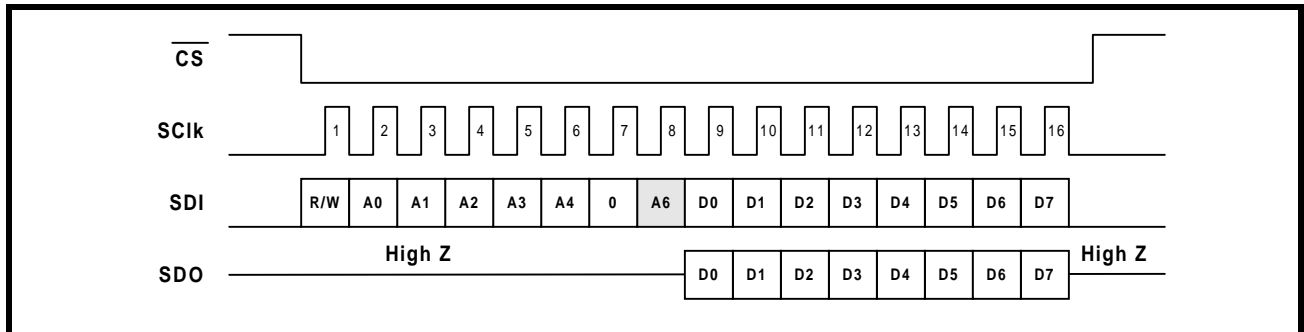 CS
SClk 1 2 3 4 5 6 7 8 9 10 11 12 13 14 15 16
SDI R/W A0 A1 A2 A3 A4 0 A6 D0 D1 D2 D3 D4 D5 D6 D7
High Z High Z
SDO D0 D1 D2 D3 D4 D5 D6 D7